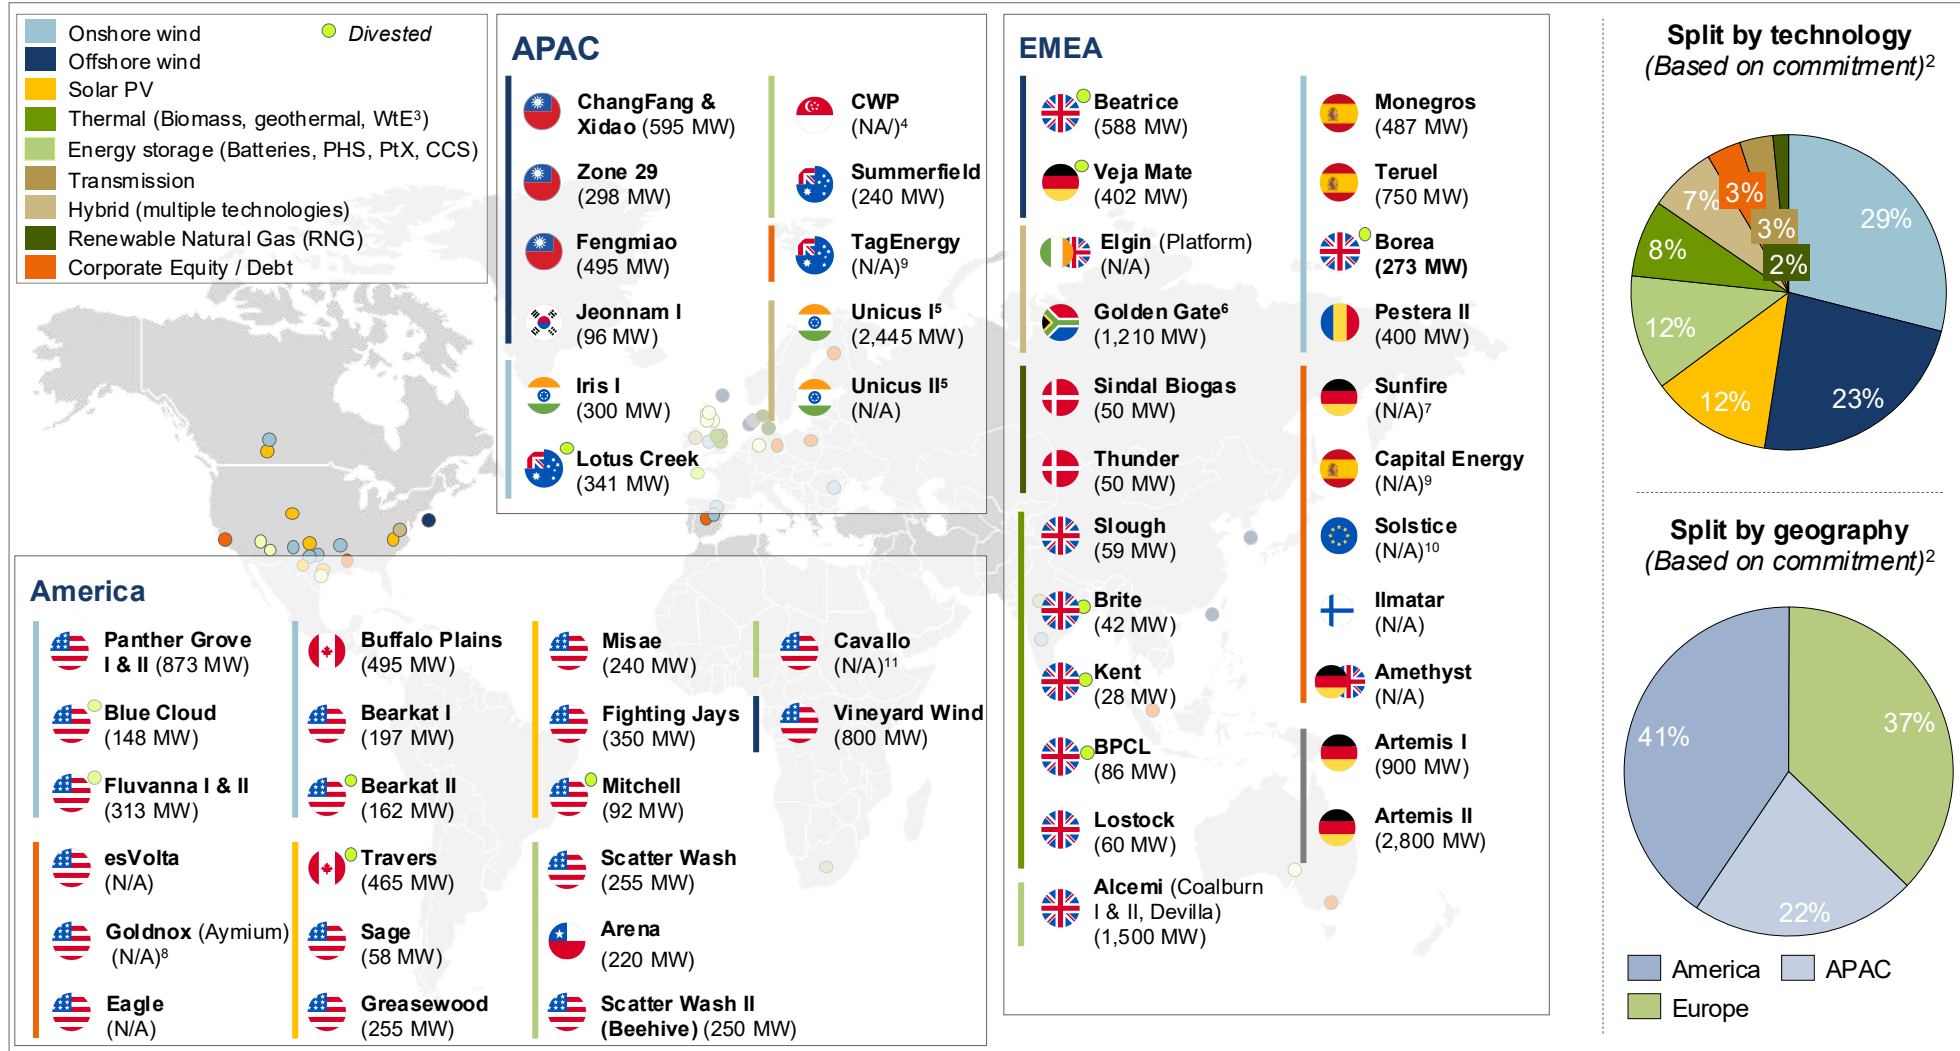 Onshore wind
Divested
Offshore wind
Solar PV
Thermal (Biomass, geothermal, WtE³)
Energy storage (Batteries, PHS, PtX, CCS)
Transmission
Hybrid (multiple technologies)
Renewable Natural Gas (RNG)
Corporate Equity / Debt
APAC
ChangFang &
Xidao (595 MW)
Zone 29
(298 MW)
Fengmiao
(495 MW)
Jeonnam I
(96 MW)
Iris I
(300 MW)
Lotus Creek
(341 MW)
CWP
(NA/)⁴
Summerfield
(240 MW)
TagEnergy
(N/A)⁹
Unicus I⁵
(2,445 MW)
Unicus II⁵
(N/A)
EMEA
Beatrice
(588 MW)
Veja Mate
(402 MW)
Elgin (Platform)
(N/A)
Golden Gate⁶
(1,210 MW)
Sindal Biogas
(50 MW)
Thunder
(50 MW)
Slough
(59 MW)
Brite
(42 MW)
Kent
(28 MW)
BPCL
(86 MW)
Lostock
(60 MW)
Alcemi (Coalburn
I & II, Devilla)
(1,500 MW)
Monegros
(487 MW)
Teruel
(750 MW)
Borea
(273 MW)
Pestera II
(400 MW)
Sunfire
(N/A)⁷
Capital Energy
(N/A)⁹
Solstice
(N/A)¹⁰
Ilmatar
(N/A)
Amethyst
(N/A)
Artemis I
(900 MW)
Artemis II
(2,800 MW)
America
Panther Grove
I & II (873 MW)
Blue Cloud
(148 MW)
Fluvanna I & II
(313 MW)
esVolta
(N/A)
Goldnox (Aymium)
(N/A)⁸
Eagle
(N/A)
Buffalo Plains
(495 MW)
Bearkat I
(197 MW)
Bearkat II
(162 MW)
Travers
(465 MW)
Sage
(58 MW)
Greasewood
(255 MW)
Misae
(240 MW)
Fighting Jays
(350 MW)
Mitchell
(92 MW)
Scatter Wash
(255 MW)
Arena
(220 MW)
Scatter Wash II
(Beehive) (250 MW)
Cavallo
(N/A)¹¹
Vineyard Wind
(800 MW)
Split by technology
(Based on commitment)²
29%
23%
12%
12%
8%
7%
3%
3%
2%
Split by geography
(Based on commitment)²
37%
22%
41%
America
APAC
Europe